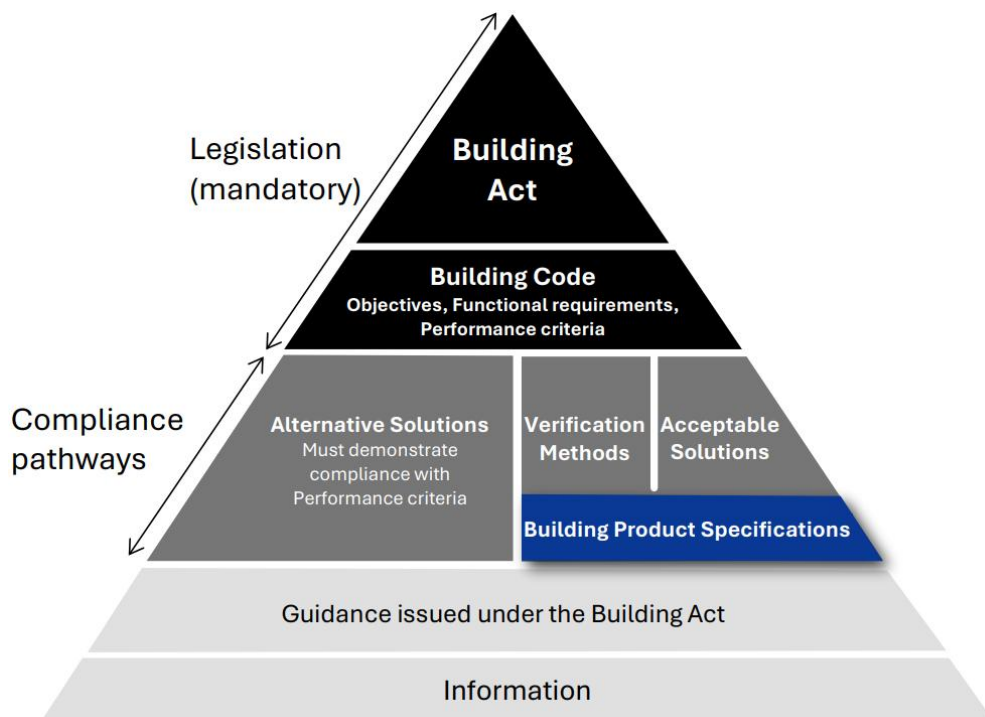 Building
Act
Legislation
(mandatory)
Building Code
Objectives, Functional requirements,
Performance criteria
Compliance
pathways
Alternative Solutions
Must demonstrate
compliance with
Performance criteria
Verification
Methods
Acceptable
Solutions
Building Product Specifications
Guidance issued under the Building Act
Information